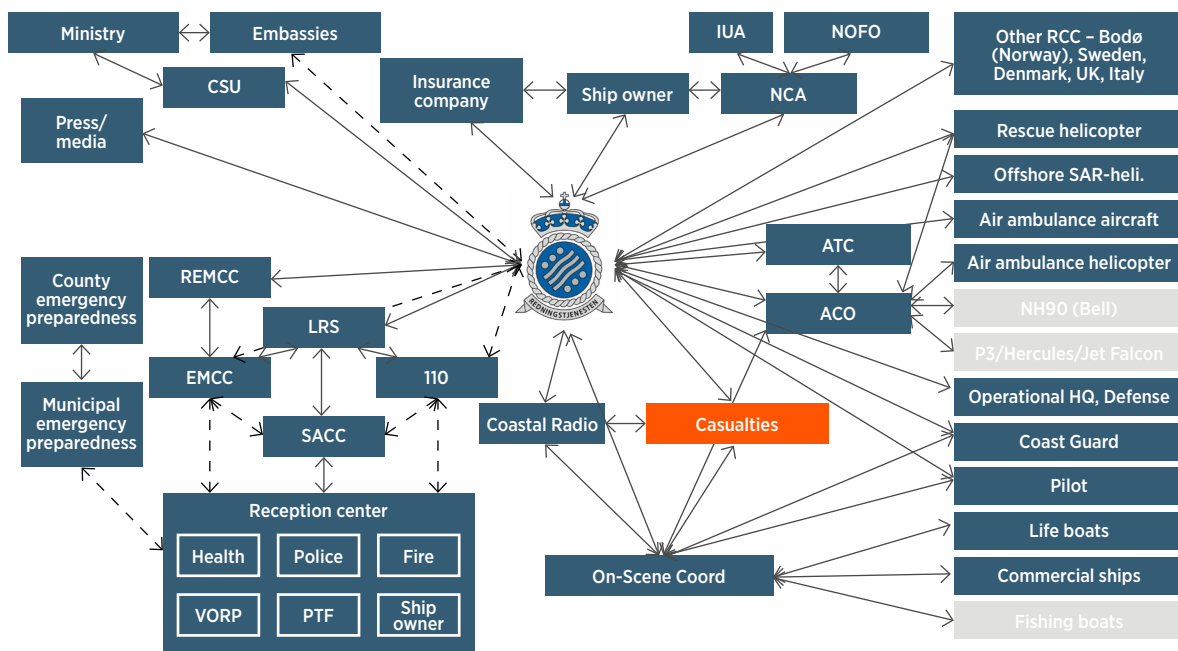 Ministry
Embassies
CSU
Press/
media
Insurance
company
Ship owner
IUA
NOFO
NCA
Other RCC – Bodø
(Norway), Sweden,
Denmark, UK, Italy
Rescue helicopter
Offshore SAR-heli.
Air ambulance aircraft
Air ambulance helicopter
NH90 (Bell)
P3/Hercules/Jet Falcon
Operational HQ, Defense
Coast Guard
Pilot
Life boats
Commercial ships
Fishing boats
ATC
ACO
REDNINGSTJENESTEN
County
emergency
preparedness
Municipal
emergency
preparedness
REMCC
LRS
EMCC
110
SACC
Coastal Radio
Casualties
On-Scene Coord
Reception center
Health
Police
Fire
VORP
PTF
Ship
owner